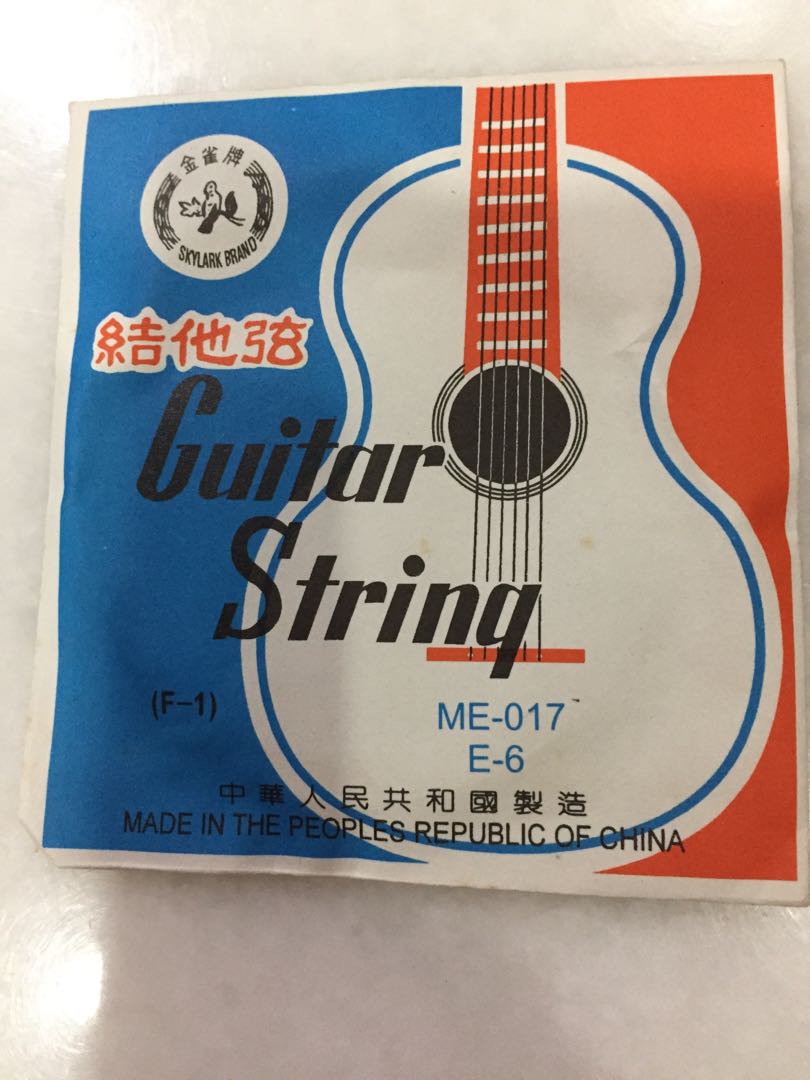 金雀牌
SKYLARK BRAND
結他弦
Guitar
String
(F-1)
ME-017
E-6
中華人民共和國製造
MADE IN THE PEOPLES REPUBLIC OF CHINA